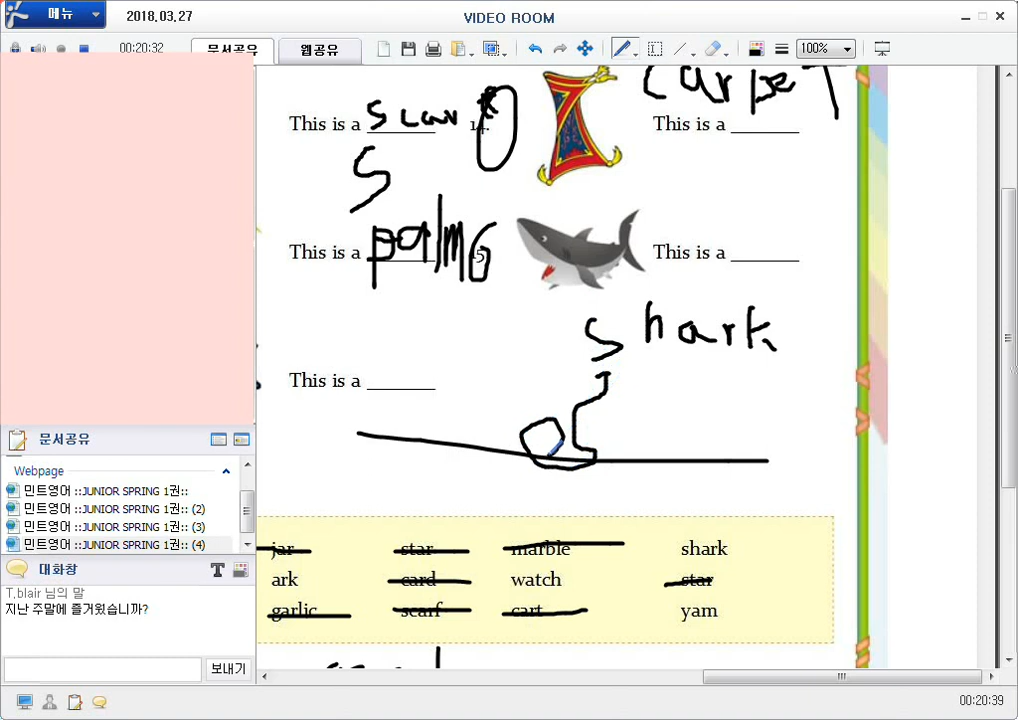 메뉴 2018.03.27 VIDEO ROOM
00:20:32 문서공유 웹공유 100%
carpet
This is a scar
14.
This is a
s
This is a palm
This is a
shark
This is a
문서공유
Webpage
민트영어 ::JUNIOR SPRING 1권::
민트영어 ::JUNIOR SPRING 1권:: (2)
민트영어 ::JUNIOR SPRING 1권:: (3)
민트영어 ::JUNIOR SPRING 1권:: (4)
jar star marble shark
ark card watch star
garlic scarf cart yam
대화창
T,blair 님의 말
지난 주말에 즐거웠습니까?
보내기
00:20:39